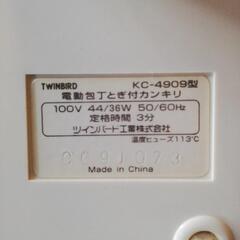 TWINBIRD KC-4909型
電動包丁とぎ付カンキリ
100V 44/36W 50/60Hz
定格時間 3分
ツインバード工業株式会社
温度ヒューズ113℃
Made in China